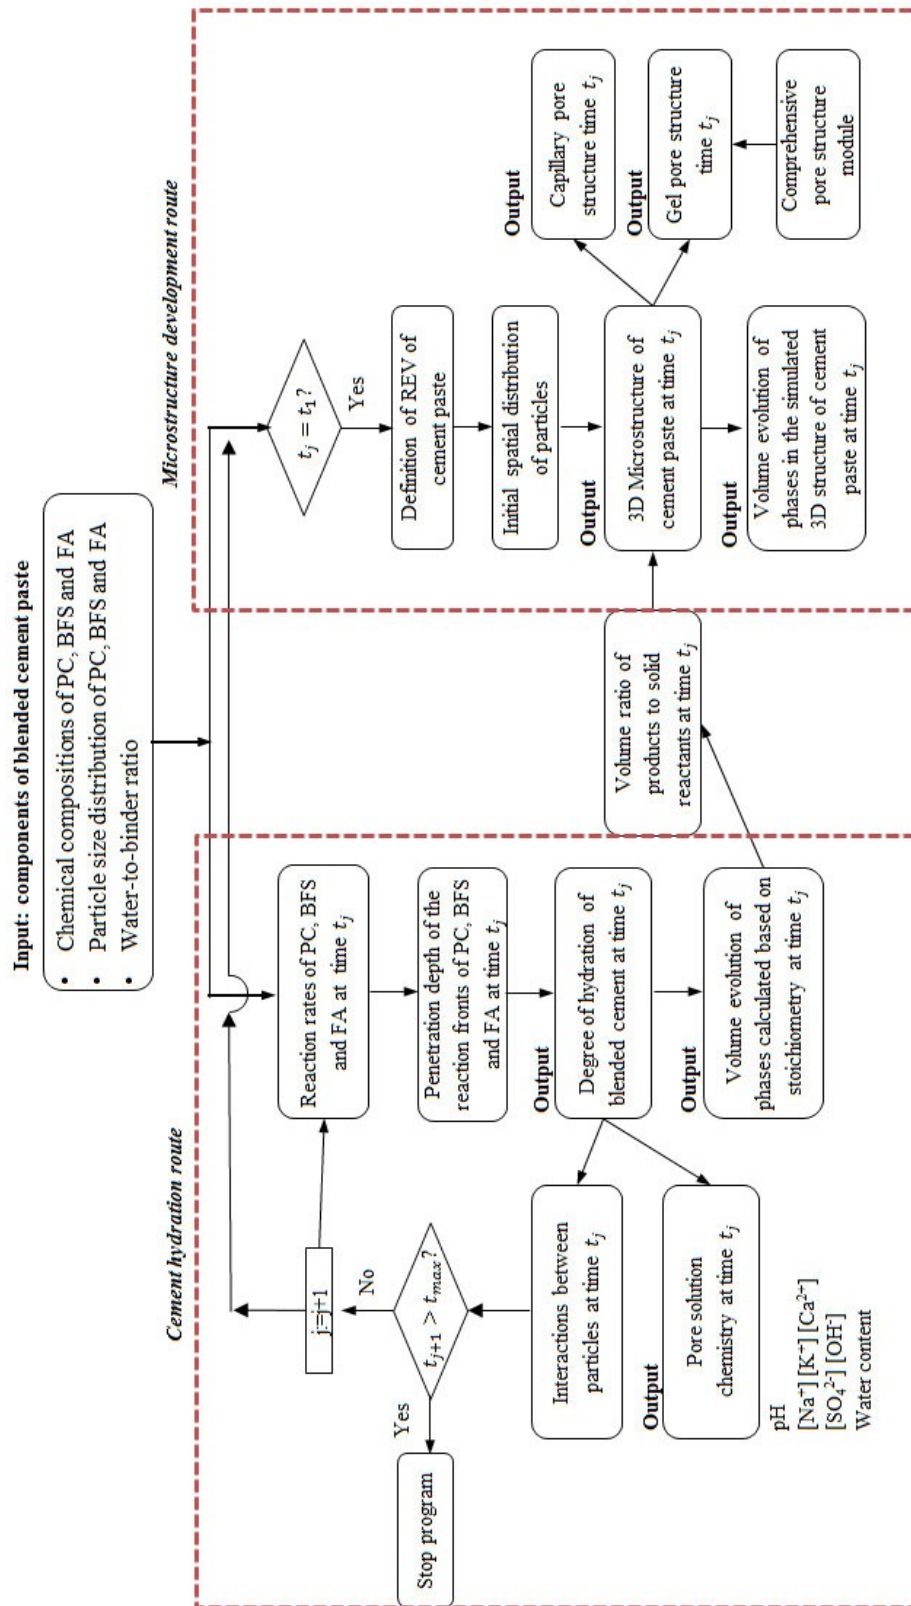 Input: components of blended cement paste
• Chemical compositions of PC, BFS and FA
• Particle size distribution of PC, BFS and FA
• Water-to-binder ratio
Cement hydration route
Reaction rates of PC, BFS
and FA at time tⱼ
Penetration depth of the
reaction fronts of PC, BFS
and FA at time tⱼ
Output
Degree of hydration of
blended cement at time tⱼ
Output
Volume evolution of
phases calculated based on
stoichiometry at time tⱼ
j:=j+1
No
tⱼ₊₁ > tₘₐₓ?
Yes
Stop program
Interactions between
particles at time tⱼ
Output
Pore solution
chemistry at time tⱼ
pH
[Na⁺] [K⁺] [Ca²⁺]
[SO₄²⁻] [OH⁻]
Water content
Volume ratio of
products to solid
reactants at time tⱼ
Microstructure development route
tⱼ = t₁?
Yes
Definition of REV of
cement paste
Initial spatial distribution
of particles
Output
3D Microstructure of
cement paste at time tⱼ
Output
Volume evolution of
phases in the simulated
3D structure of cement
paste at time tⱼ
Output
Capillary pore
structure time tⱼ
Output
Gel pore structure
time tⱼ
Comprehensive
pore structure
module